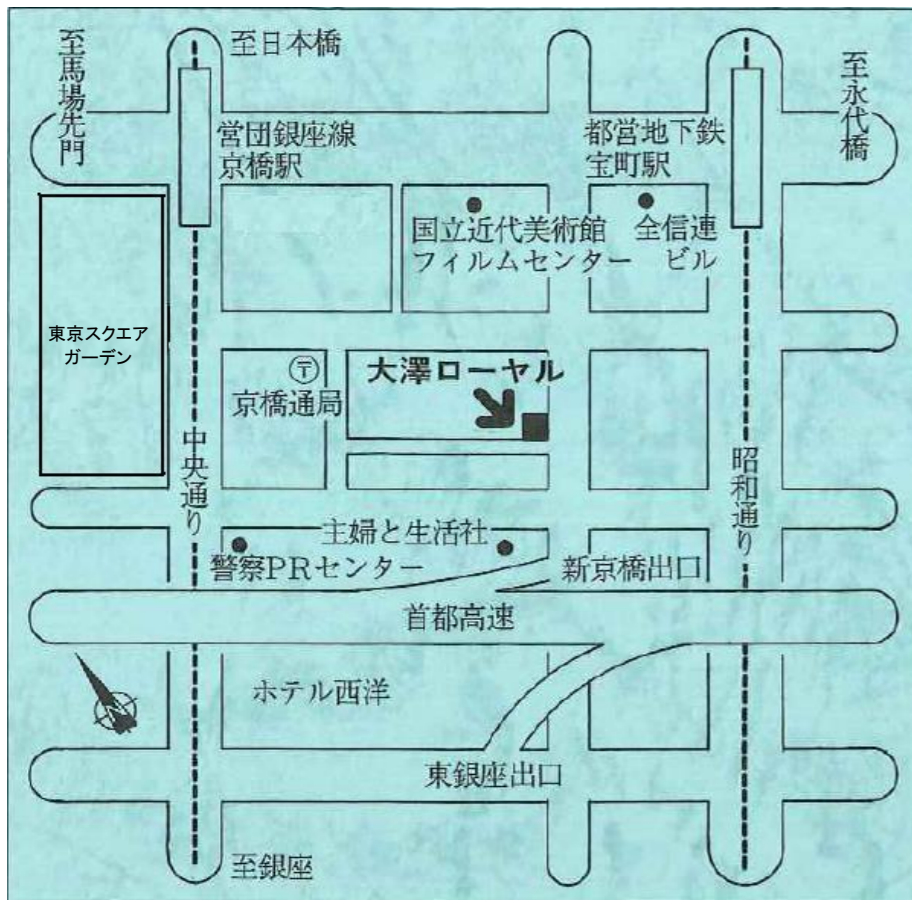 至馬場先門
至日本橋
至永代橋
営団銀座線
京橋駅
都営地下鉄
宝町駅
国立近代美術館
フィルムセンター
全信連
ビル
東京スクエア
ガーデン
〒
京橋通局
大澤ローヤル
中央通り
昭和通り
主婦と生活社
警察PRセンター
新京橋出口
首都高速
ホテル西洋
東銀座出口
至銀座